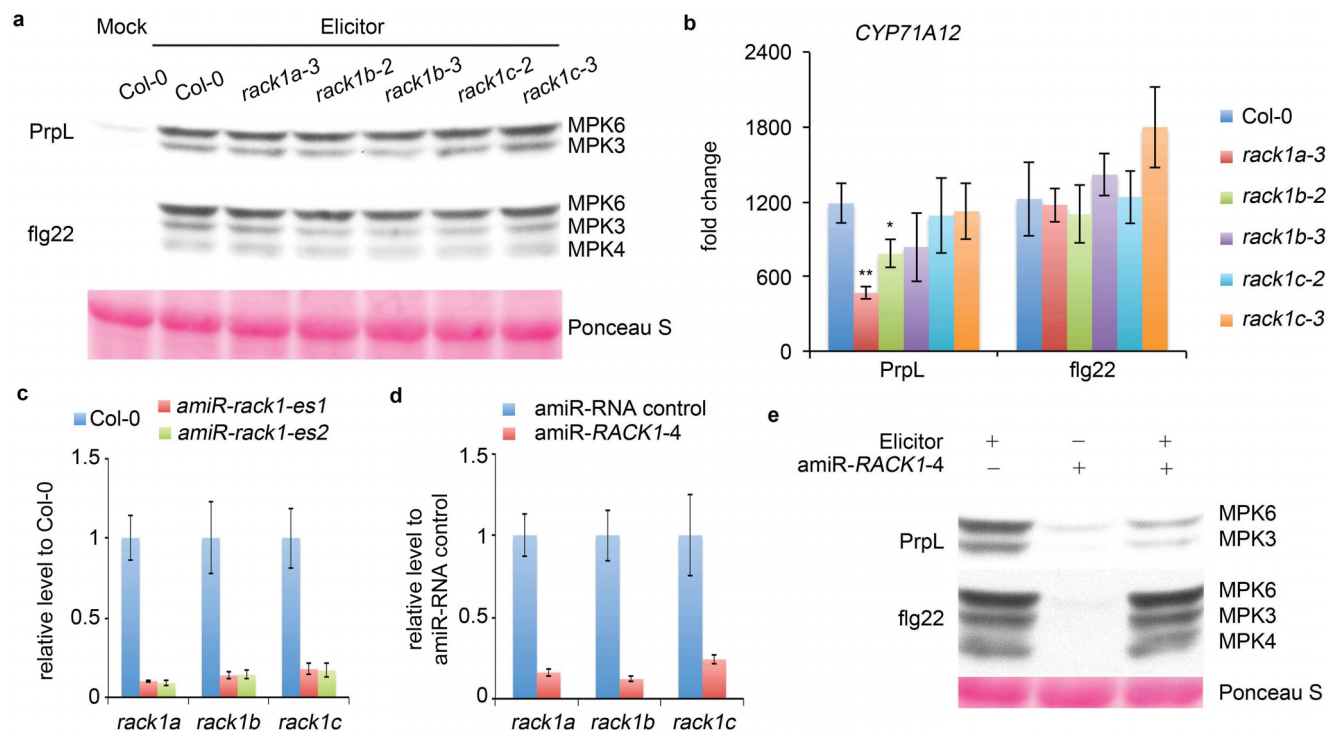 a
Mock Elicitor
Col-0 Col-0 rack1a-3 rack1b-2 rack1b-3 rack1c-2 rack1c-3
PrpL
MPK6
MPK3
flg22
MPK6
MPK3
MPK4
Ponceau S
b
CYP71A12
fold change
2400
1800
1200
600
0
** *
PrpL flg22
Col-0
rack1a-3
rack1b-2
rack1b-3
rack1c-2
rack1c-3
c
Col-0
amiR-rack1-es1
amiR-rack1-es2
relative level to Col-0
1
0.5
0
rack1a rack1b rack1c
d
amiR-RNA control
amiR-RACK1-4
relative level to
amiR-RNA control
1
0.5
0
rack1a rack1b rack1c
e
Elicitor + − +
amiR-RACK1-4 − + +
PrpL
MPK6
MPK3
flg22
MPK6
MPK3
MPK4
Ponceau S